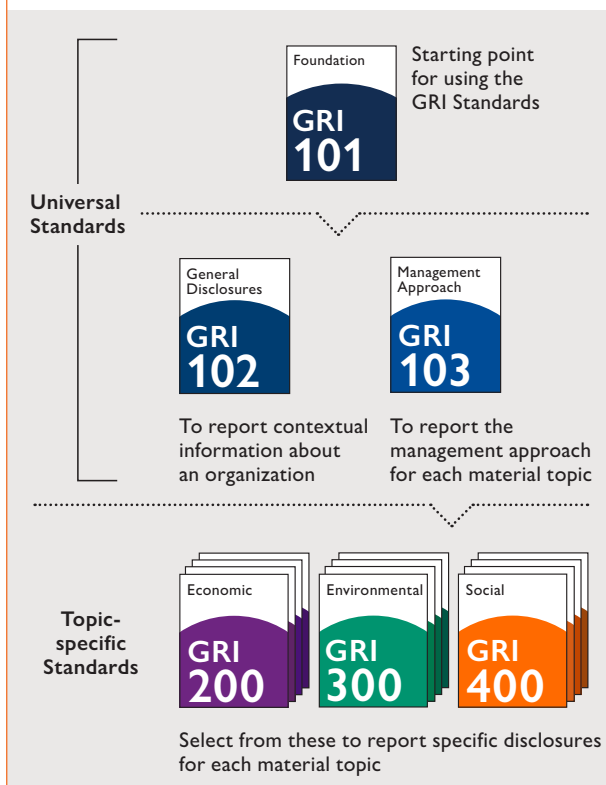 Foundation
GRI
101
Starting point
for using the
GRI Standards
Universal
Standards
General
Disclosures
GRI
102
Management
Approach
GRI
103
To report contextual
information about
an organization
To report the
management approach
for each material topic
Topic-
specific
Standards
Economic
GRI
200
Environmental
GRI
300
Social
GRI
400
Select from these to report specific disclosures
for each material topic